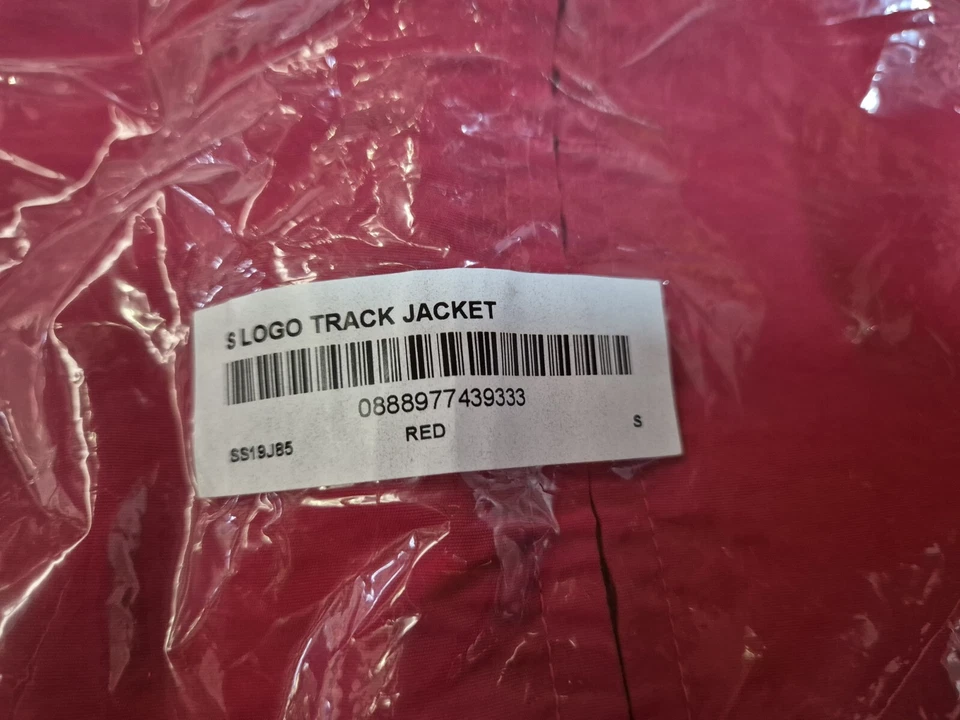 S LOGO TRACK JACKET
0888977439333
RED
SS19JB5
S